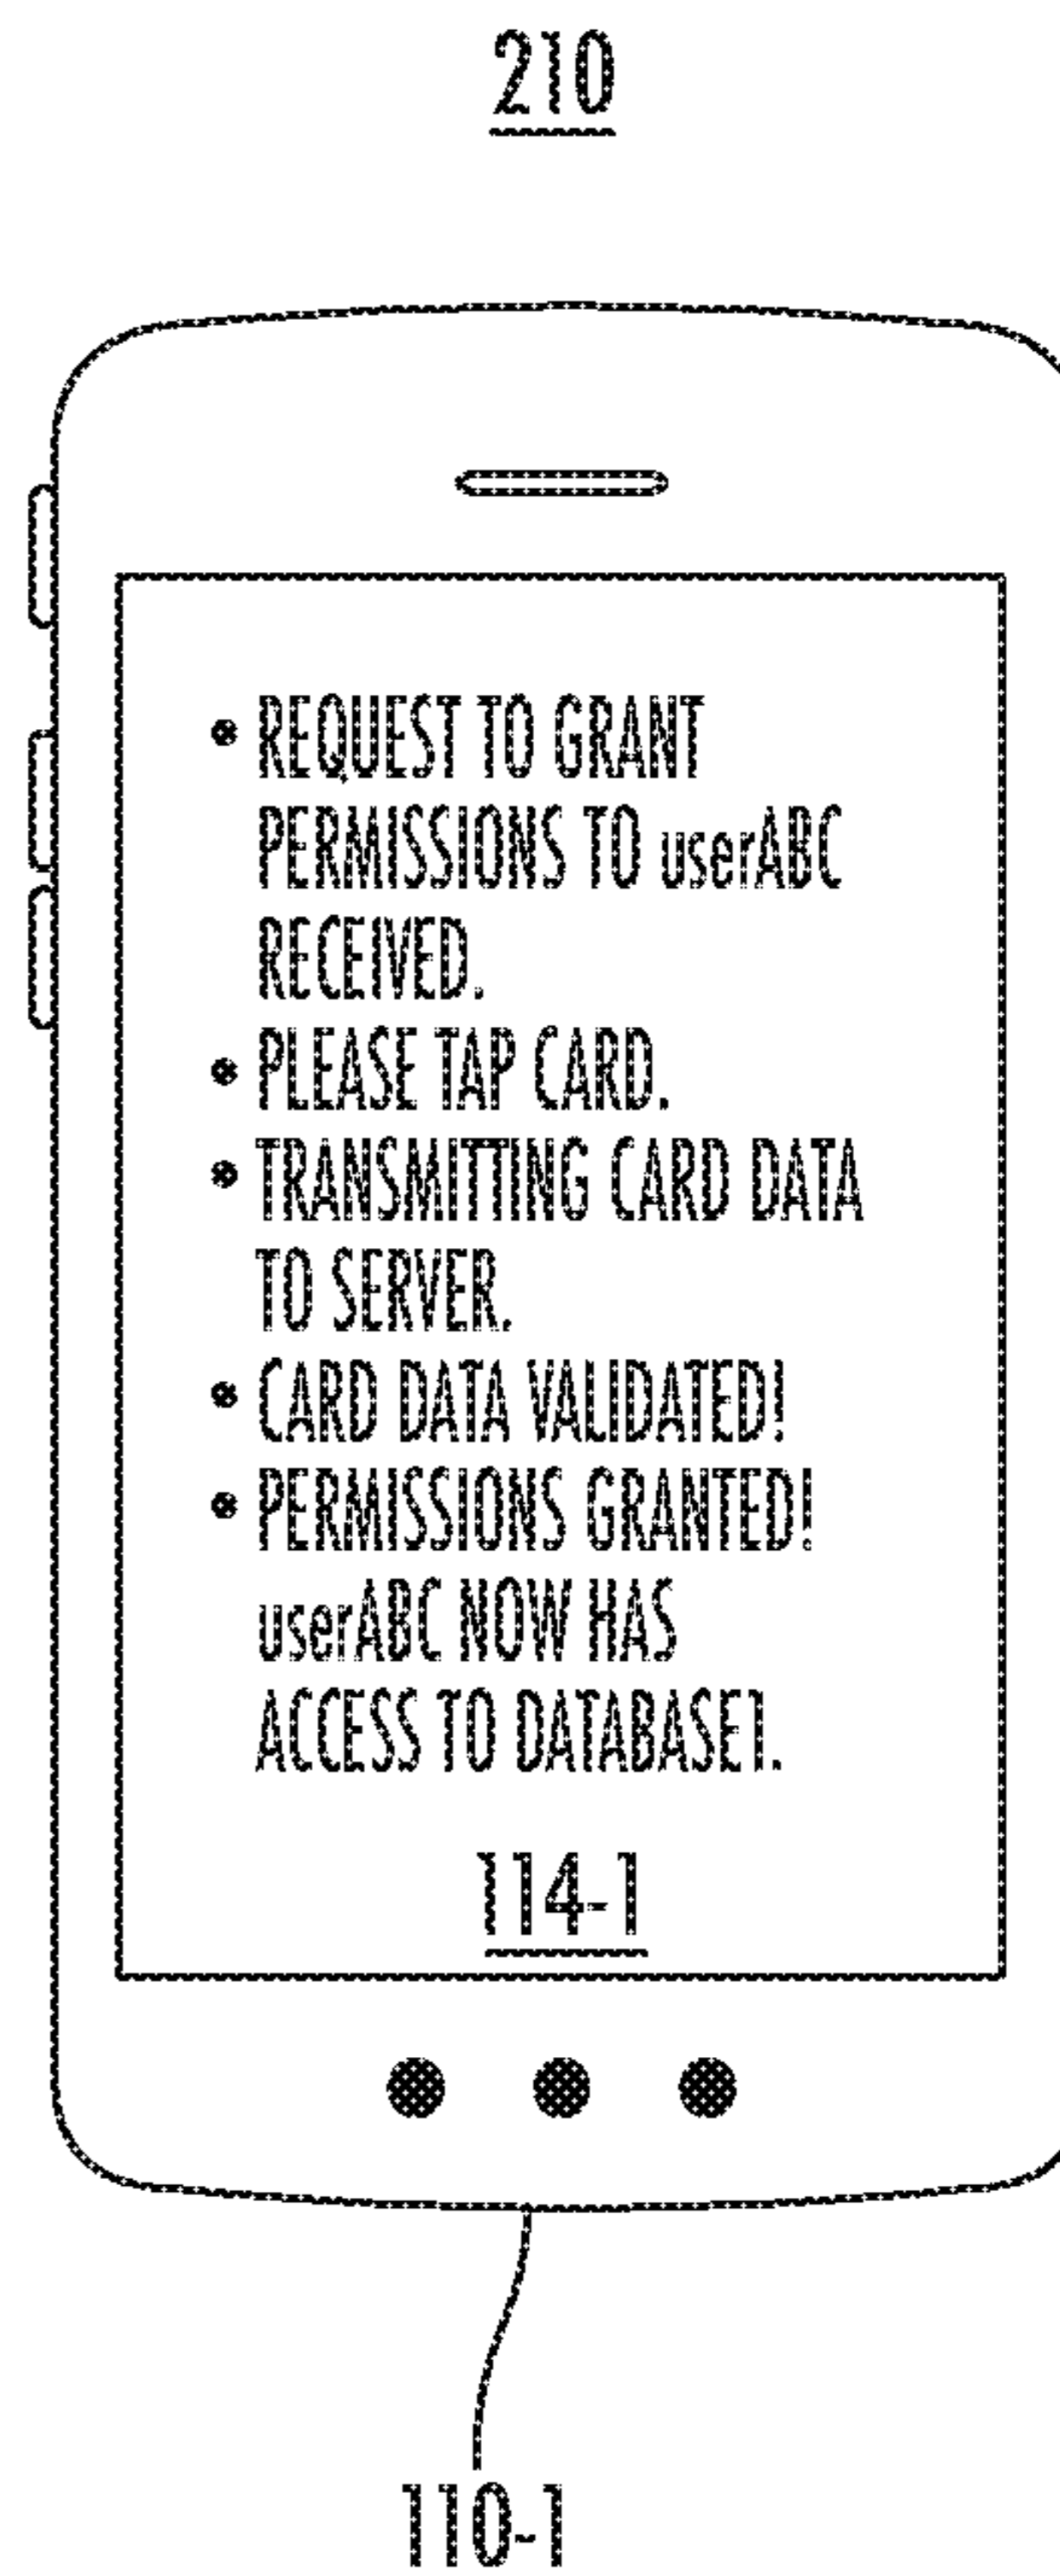 210
• REQUEST TO GRANT
PERMISSIONS TO userABC
RECEIVED.
• PLEASE TAP CARD.
• TRANSMITTING CARD DATA
TO SERVER.
• CARD DATA VALIDATED!
• PERMISSIONS GRANTED!
userABC NOW HAS
ACCESS TO DATABASE1.
114-1
110-1